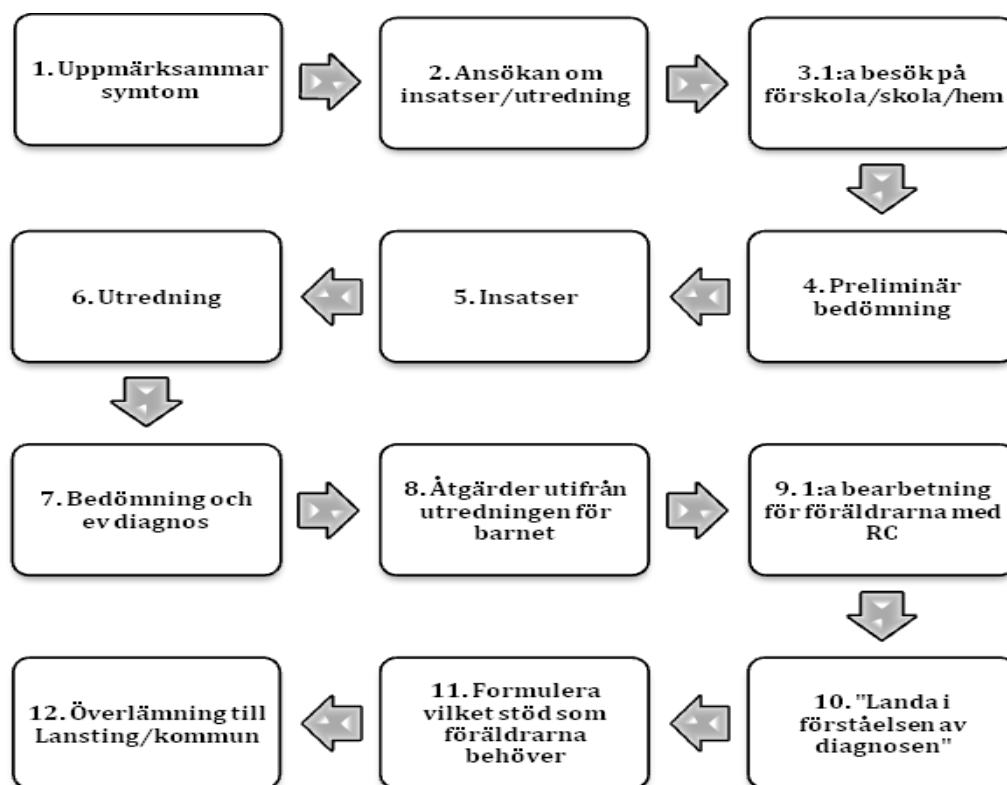 1. Uppmärksammar
symtom
2. Ansökan om
insatser/utredning
3.1:a besök på
förskola/skola/hem
4. Preliminär
bedömning
5. Insatser
6. Utredning
7. Bedömning och
ev diagnos
8. Åtgärder utifrån
utredningen för
barnet
9. 1:a bearbetning
för föräldrarna med
RC
10. "Landa i
förståelsen av
diagnosen"
11. Formulera
vilket stöd som
föräldrarna
behöver
12. Överlämning till
Lansting/kommun